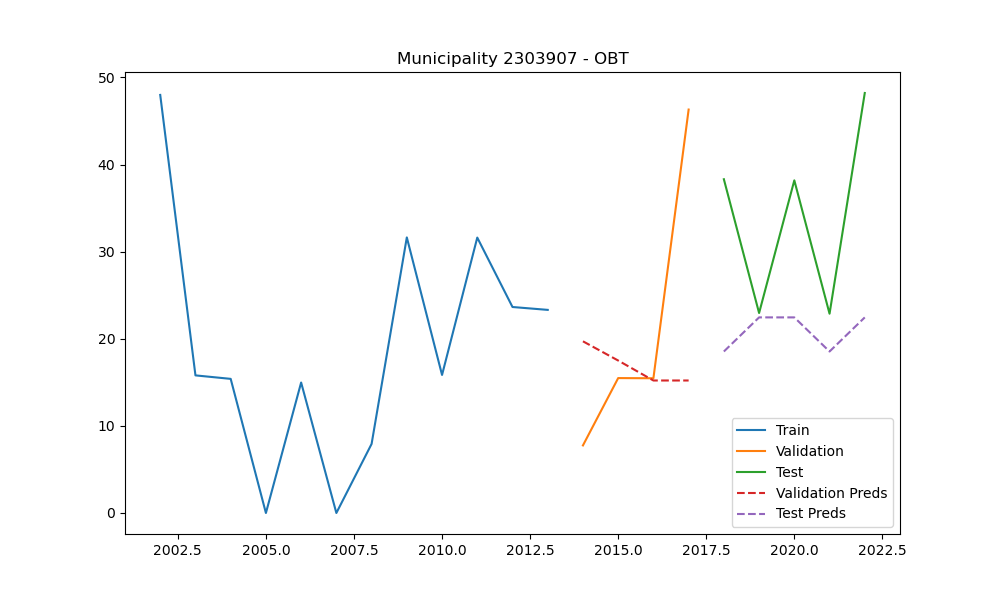 Municipality 2303907 - OBT
50
40
30
20
10
0
2002.5 2005.0 2007.5 2010.0 2012.5 2015.0 2017.5 2020.0 2022.5
Train
Validation
Test
Validation Preds
Test Preds